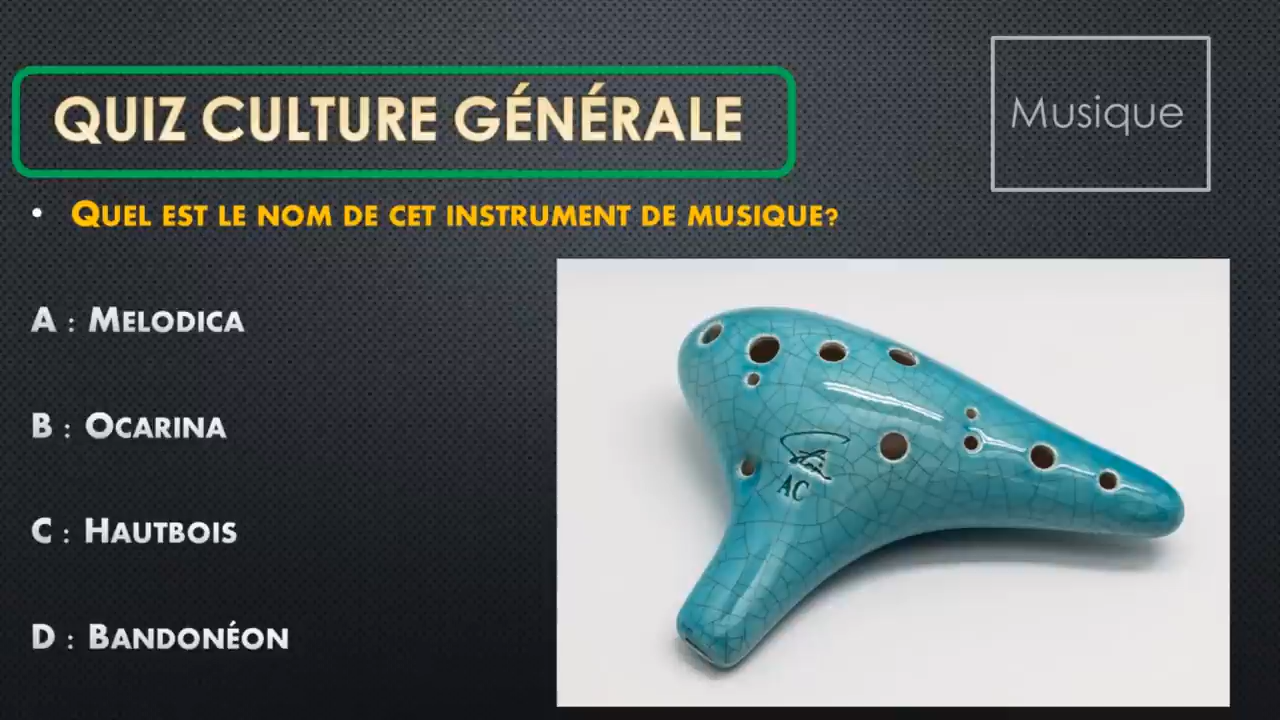 QUIZ CULTURE GÉNÉRALE
Musique
• QUEL EST LE NOM DE CET INSTRUMENT DE MUSIQUE?
A : MELODICA
B : OCARINA
C : HAUTBOIS
D : BANDONÉON
AC